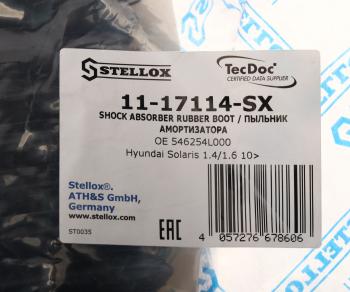 STELLOX
TecDoc
CERTIFIED DATA SUPPLIER
11-17114-SX
SHOCK ABSORBER RUBBER BOOT / ПЫЛЬНИК
АМОРТИЗАТОРА
OE 546254L000
Hyundai Solaris 1.4/1.6 10>
Stellox®.
ATH&S GmbH,
Germany
www.stellox.com
ST0035
EAC
4 057276 678606